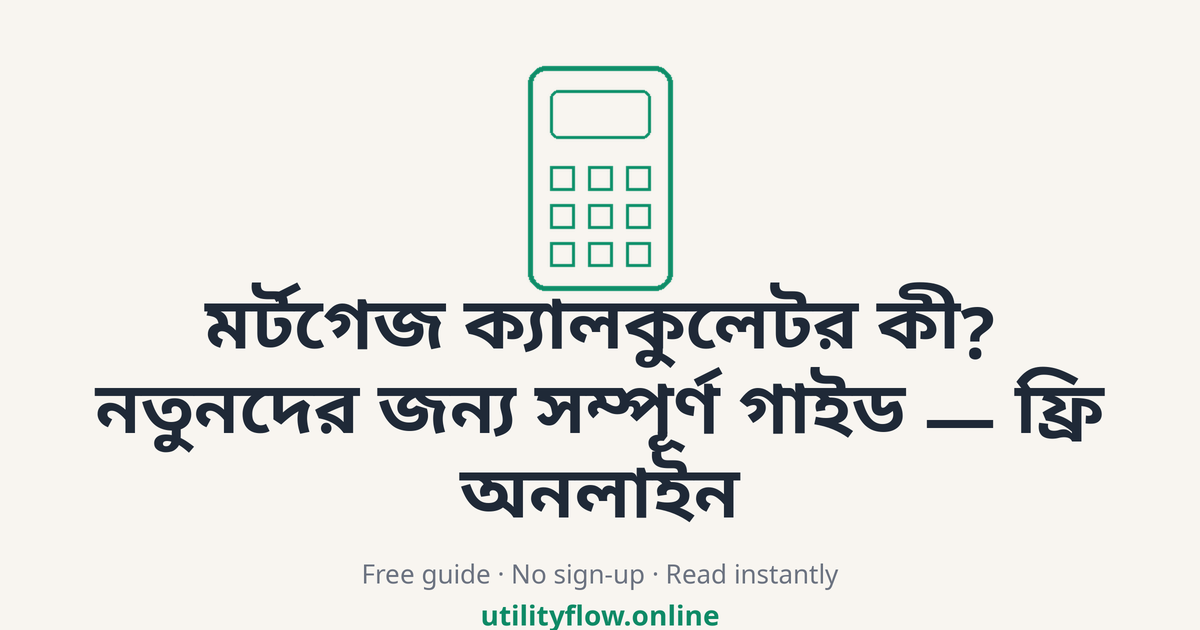 মর্টগেজ ক্যালকুলেটর কী?
নতুনদের জন্য সম্পূর্ণ গাইড — ফ্রি
অনলাইন
Free guide · No sign-up · Read instantly
utilityflow.online